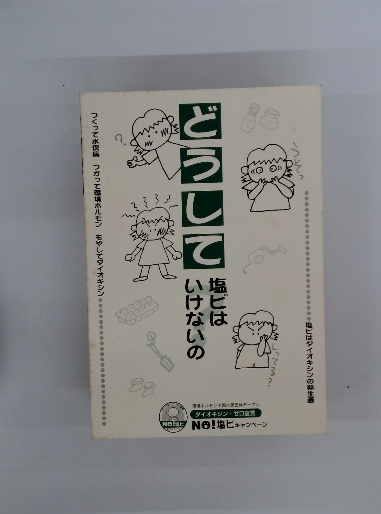 どうして
塩ビは
いけないの
つくって水俣病 つかって環境ホルモン もやしてダイオキシン
塩ビはダイオキシンの発生源
ダイオキシン・ゼロ宣言
NO!塩ビキャンペーン